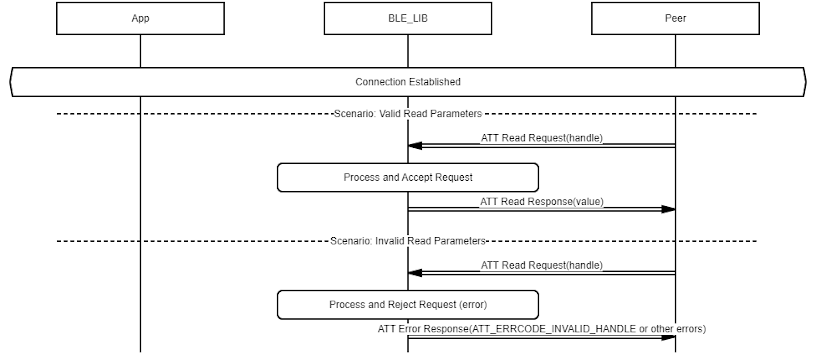 App
BLE_LIB
Peer
Connection Established
Scenario: Valid Read Parameters
ATT Read Request(handle)
Process and Accept Request
ATT Read Response(value)
Scenario: Invalid Read Parameters
ATT Read Request(handle)
Process and Reject Request (error)
ATT Error Response(ATT_ERRCODE_INVALID_HANDLE or other errors)